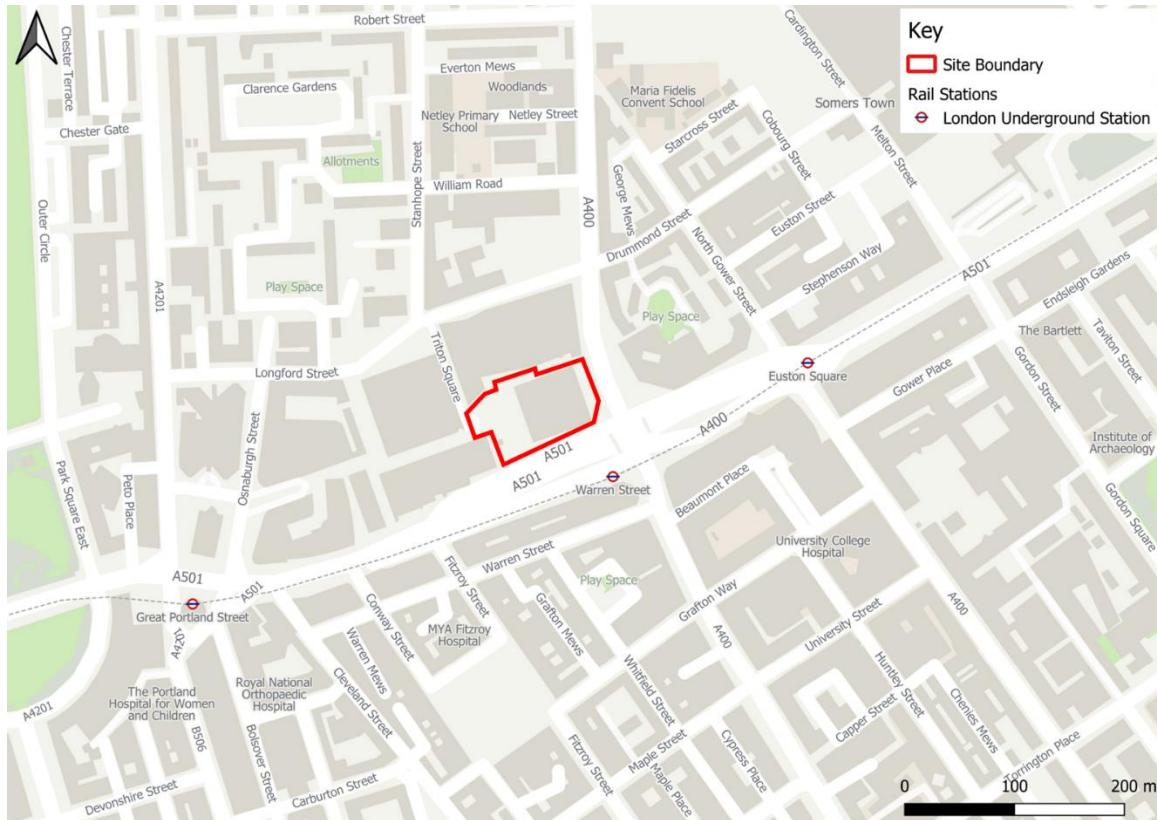 Key
Site Boundary
Rail Stations
London Underground Station
Robert Street
Chester Terrace
Cardington Street
Everton Mews
Clarence Gardens
Woodlands
Maria Fidelis
Convent School
Somers Town
Netley Primary
School
Netley Street
Chester Gate
Starcross Street
Cobourg Street
Melton Street
Allotments
Stanhope Street
William Road
George Mews
A400
Outer Circle
Drummond Street
Euston Street
North Gower Street
Stephenson Way
A501
A4201
Play Space
Play Space
Endsleigh Gardens
The Bartlett
Taviton Street
Triton Square
Longford Street
Euston Square
Gower Place
Gordon Street
Osnaburgh Street
A400
A501
A501
Institute of
Archaeology
Park Square East
Peto Place
Warren Street
Beaumont Place
Gordon Square
University College
Hospital
Warren Street
A501
A501
Great Portland Street
Fitzroy Street
Play Space
Grafton Way
A400
Conway Street
Grafton Mews
MYA Fitzroy
Hospital
University Street
A4201
Warren Mews
Whitfield Street
A400
Huntley Street
Royal National
Orthopaedic
Hospital
Cleveland Street
The Portland
Hospital for Women
and Children
A4201
Capper Street
Chenies Mews
B506
Bolsover Street
Fitzroy Street
Maple Street
Cypress Place
Torrington Place
Maple Place
Devonshire Street
Carburton Street
0 100 200 m